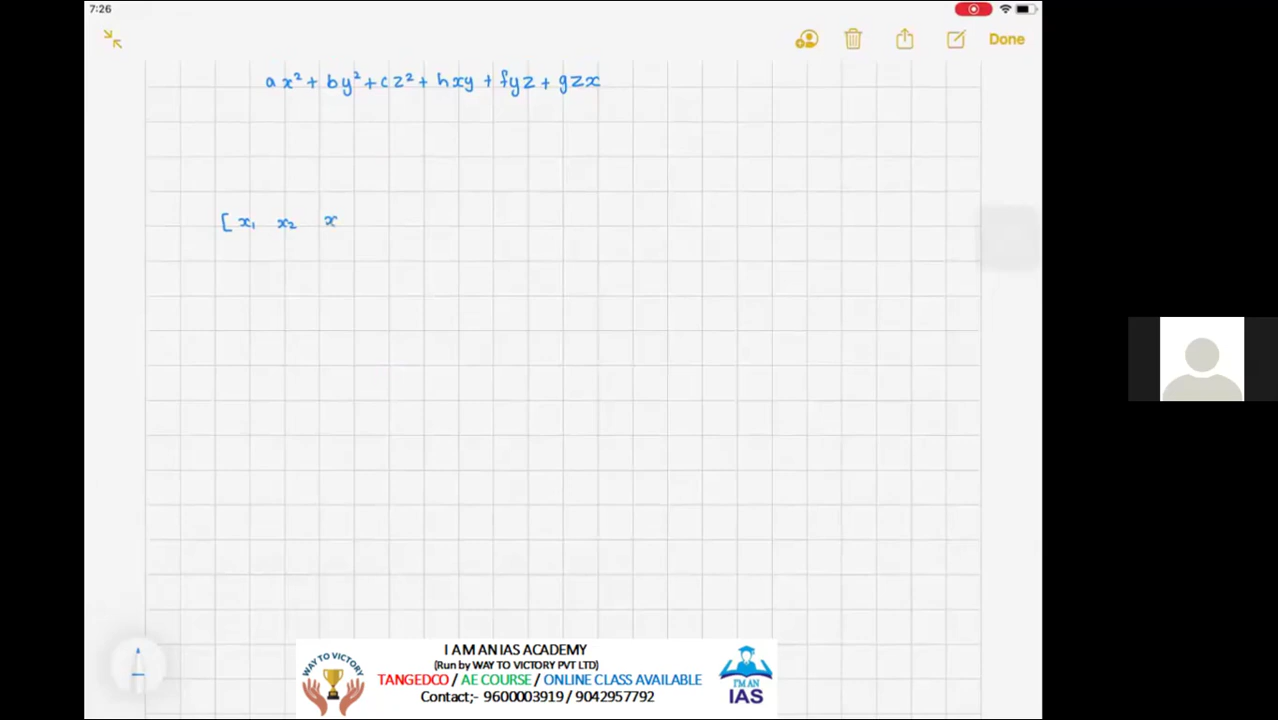 7:26
Done
ax² + by² + cz² + hxy + fyz + gzx
[ x₁ x₂ x
I AM AN IAS ACADEMY
(Run by WAY TO VICTORY PVT LTD)
TANGEDCO / AE COURSE / ONLINE CLASS AVAILABLE
Contact;- 9600003919 / 9042957792
WAY TO VICTORY
I'M AN
IAS